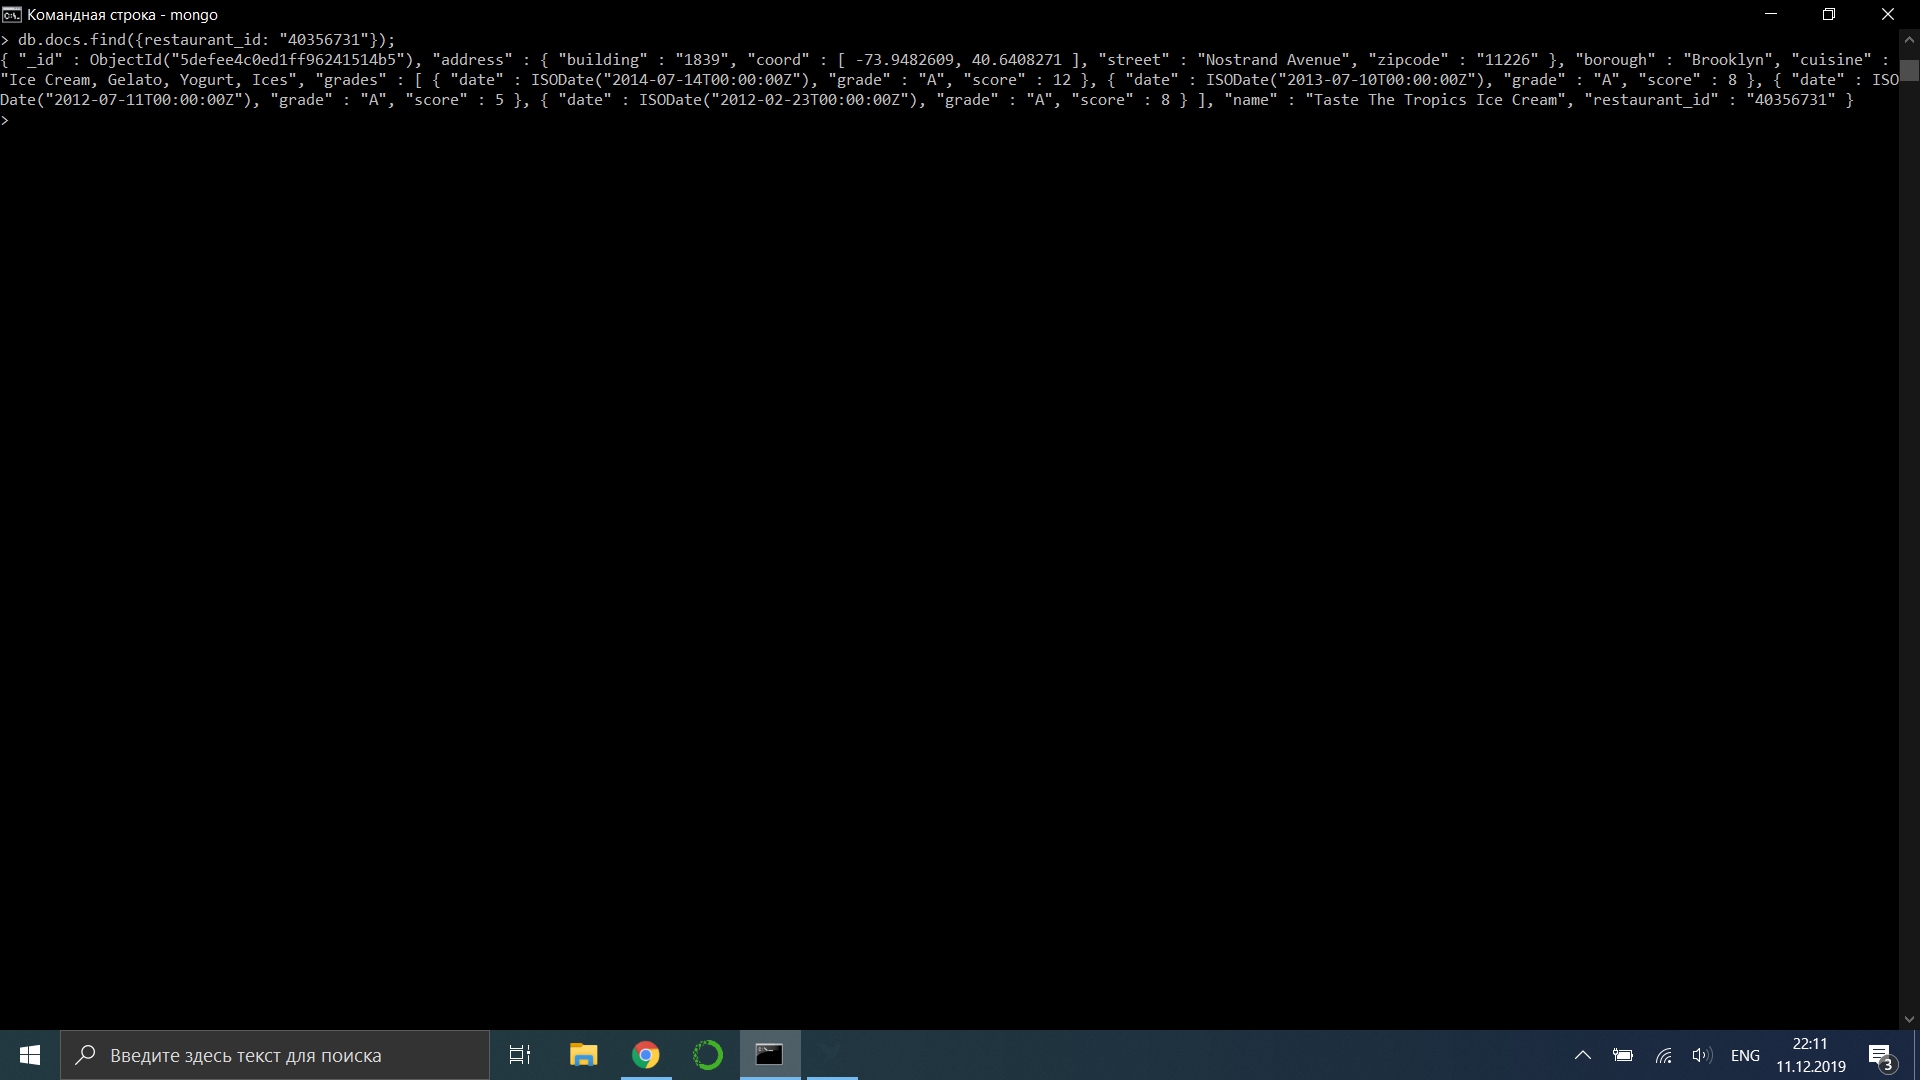 Командная строка - mongo
> db.docs.find({restaurant_id: "40356731"});
{ "_id" : ObjectId("5defee4c0ed1ff96241514b5"), "address" : { "building" : "1839", "coord" : [ -73.9482609, 40.6408271 ], "street" : "Nostrand Avenue", "zipcode" : "11226" }, "borough" : "Brooklyn", "cuisine" :
"Ice Cream, Gelato, Yogurt, Ices", "grades" : [ { "date" : ISODate("2014-07-14T00:00:00Z"), "grade" : "A", "score" : 12 }, { "date" : ISODate("2013-07-10T00:00:00Z"), "grade" : "A", "score" : 8 }, { "date" : ISO
Date("2012-07-11T00:00:00Z"), "grade" : "A", "score" : 5 }, { "date" : ISODate("2012-02-23T00:00:00Z"), "grade" : "A", "score" : 8 } ], "name" : "Taste The Tropics Ice Cream", "restaurant_id" : "40356731" }
>
Введите здесь текст для поиска
ENG
22:11
11.12.2019
3